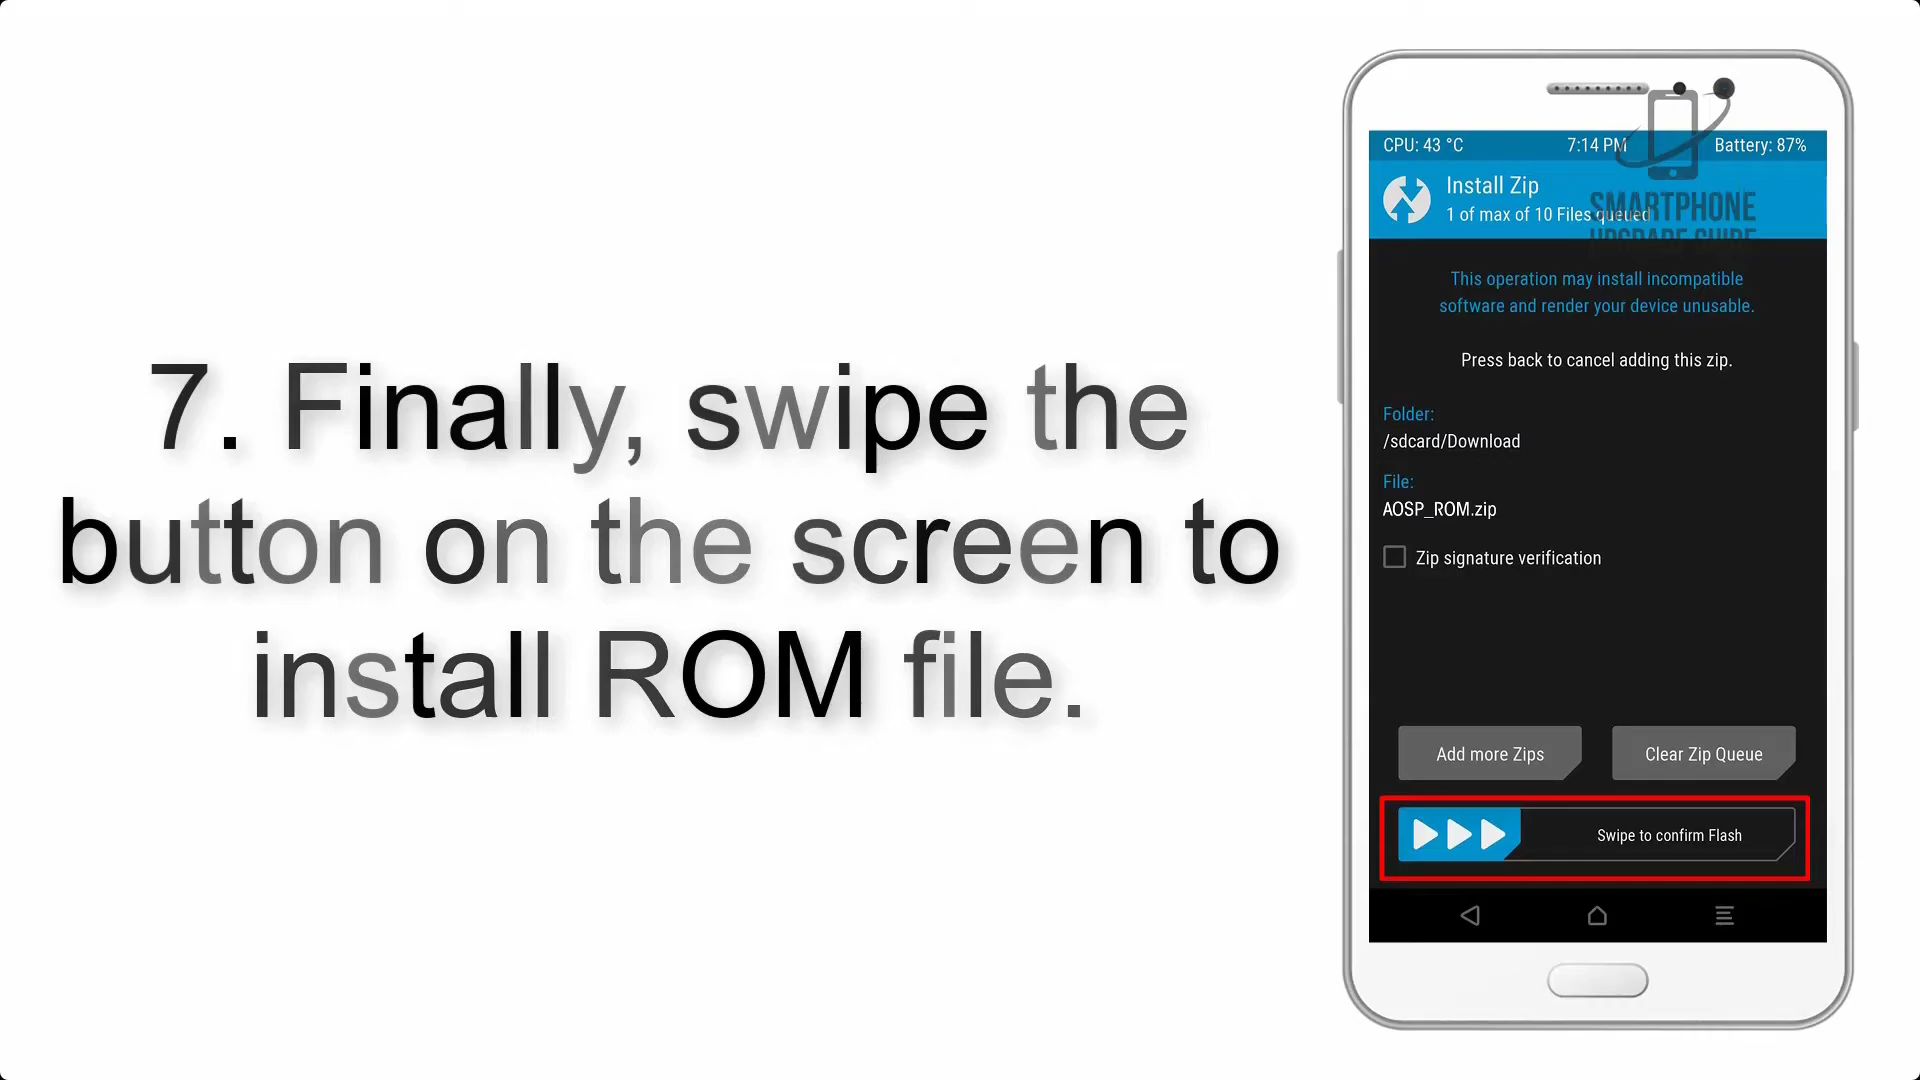 7. Finally, swipe the
button on the screen to
install ROM file.
CPU: 43 °C 7:14 PM Battery: 87%
Install Zip
1 of max of 10 Files queued
SMARTPHONE
UPGRADE GUIDE
This operation may install incompatible
software and render your device unusable.
Press back to cancel adding this zip.
Folder:
/sdcard/Download
File:
AOSP_ROM.zip
Zip signature verification
Add more Zips Clear Zip Queue
Swipe to confirm Flash